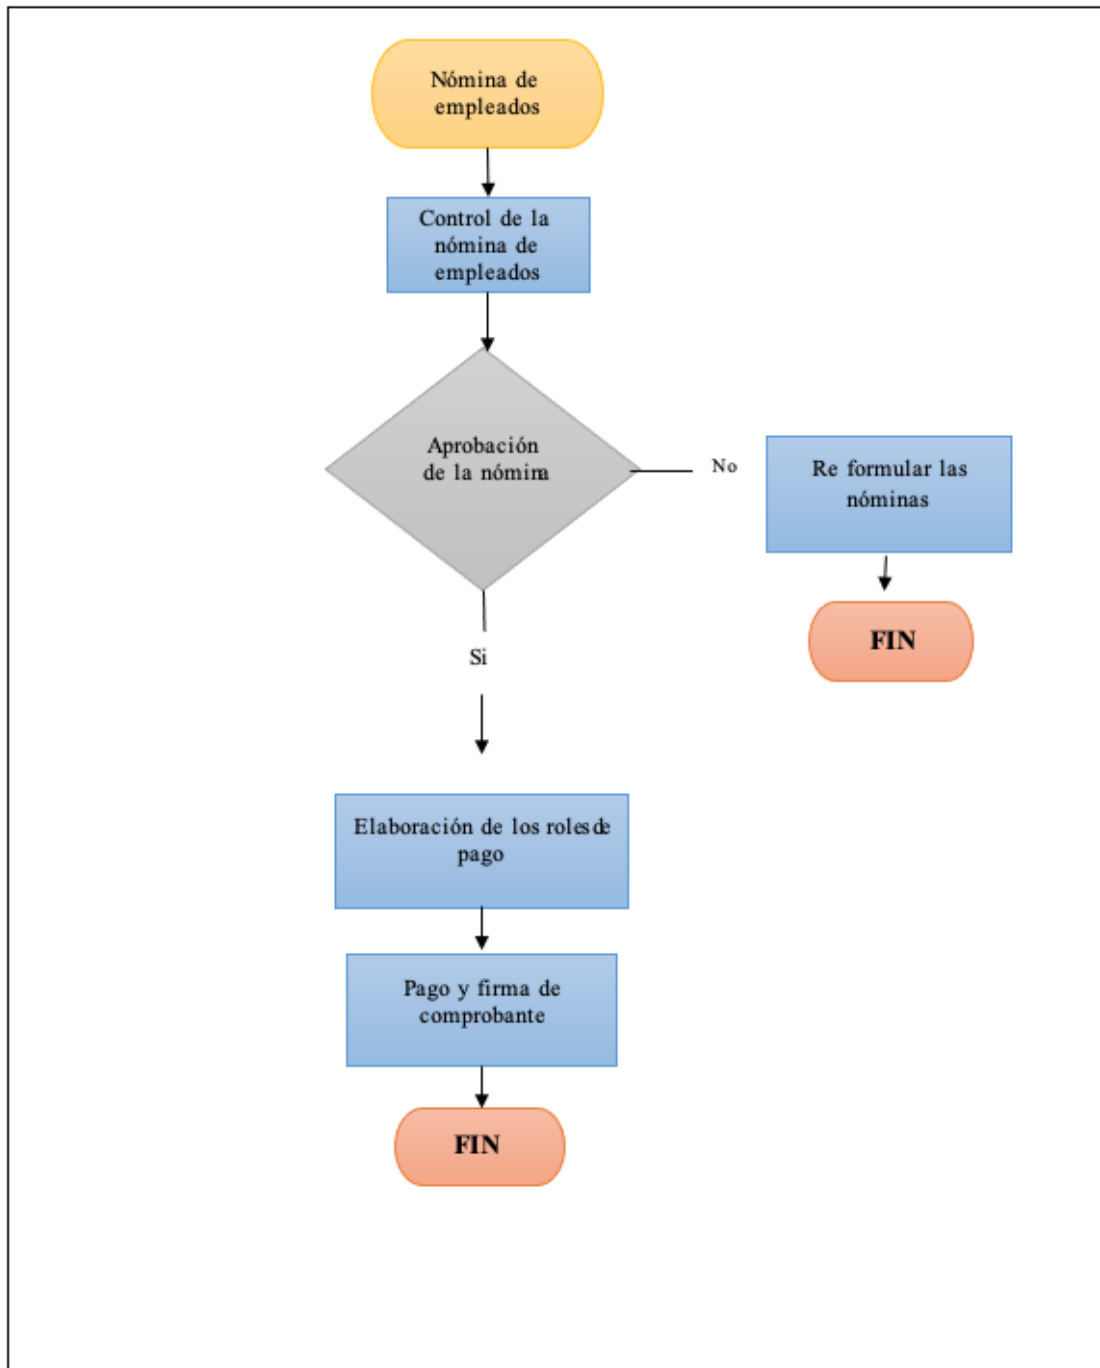 Nómina de
empleados
Control de la
nómina de
empleados
Aprobación
de la nómina
No
Re formular las
nóminas
FIN
Si
Elaboración de los roles de
pago
Pago y firma de
comprobante
FIN